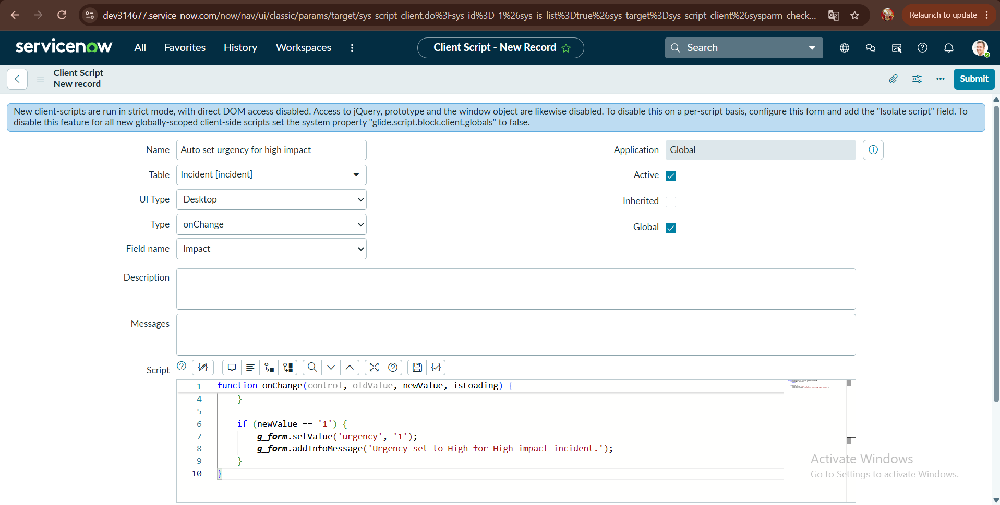 dev314677.service-now.com/now/nav/ui/classic/params/target/sys_script_client.do%3Fsys_id%3D-1%26sys_is_list%3Dtrue%26sys_target%3Dsys_script_client%26sysparm_check...
Relaunch to update
servicenow
All
Favorites
History
Workspaces
Client Script - New Record
Search
Client Script
New record
Submit
New client-scripts are run in strict mode, with direct DOM access disabled. Access to jQuery, prototype and the window object are likewise disabled. To disable this on a per-script basis, configure this form and add the "Isolate script" field. To
disable this feature for all new globally-scoped client-side scripts set the system property "glide.script.block.client.globals" to false.
Name
Auto set urgency for high impact
Application
Global
Table
Incident [incident]
Active
UI Type
Desktop
Inherited
Type
onChange
Global
Field name
Impact
Description
Messages
Script
1 function onChange(control, oldValue, newValue, isLoading) {
4 }
5
6 if (newValue == '1') {
7 g_form.setValue('urgency', '1');
8 g_form.addInfoMessage('Urgency set to High for High impact incident.');
9 }
10 }
Activate Windows
Go to Settings to activate Windows.